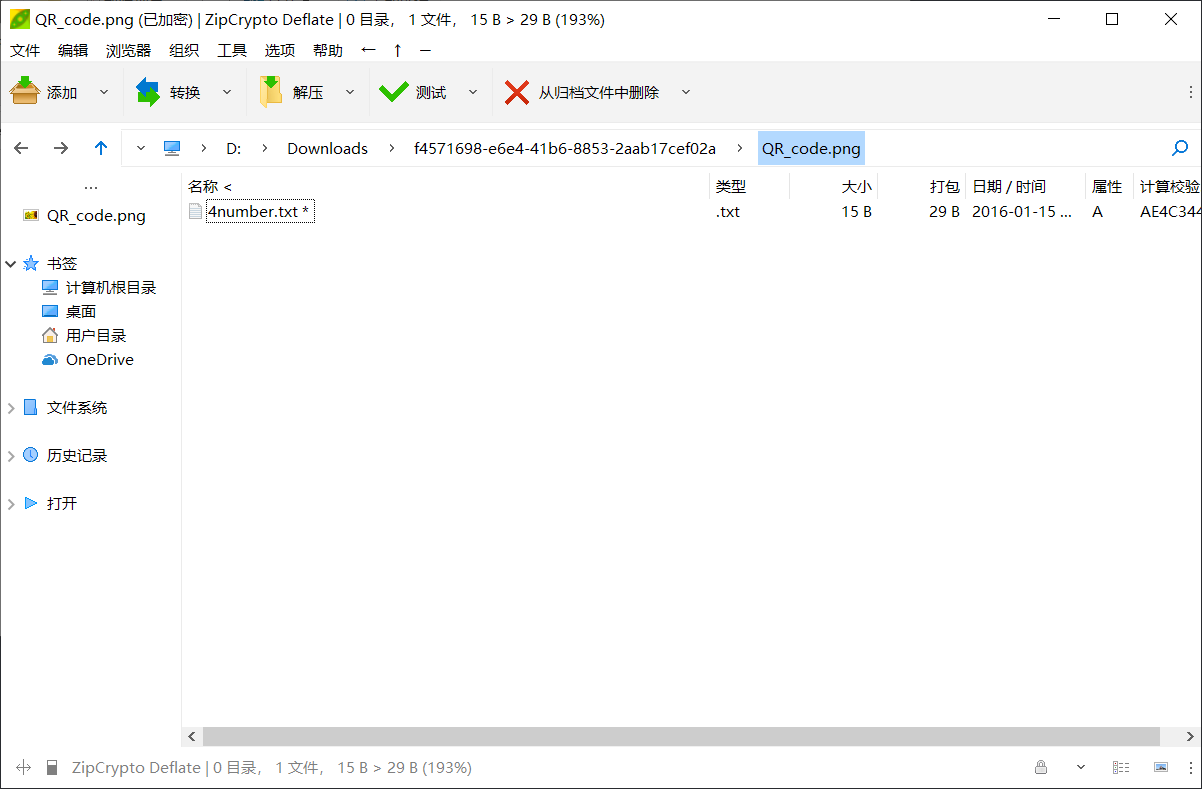 QR_code.png (已加密) | ZipCrypto Deflate | 0 目录， 1 文件， 15 B > 29 B (193%)
文件 编辑 浏览器 组织 工具 选项 帮助
添加 转换 解压 测试 从归档文件中删除
D: Downloads f4571698-e6e4-41b6-8853-2aab17cef02a QR_code.png
... 名称 < 类型 大小 打包 日期 / 时间 属性 计算校验
4number.txt * .txt 15 B 29 B 2016-01-15 ... A AE4C344
QR_code.png
书签
计算机根目录
桌面
用户目录
OneDrive
文件系统
历史记录
打开
ZipCrypto Deflate | 0 目录， 1 文件， 15 B > 29 B (193%)